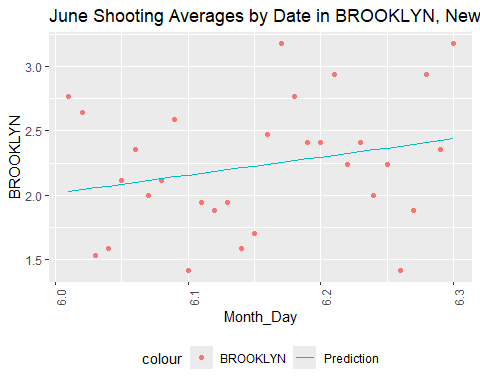 June Shooting Averages by Date in BROOKLYN, New
BROOKLYN
3.0
2.5
2.0
1.5
6.0
6.1
6.2
6.3
Month_Day
colour
BROOKLYN
Prediction